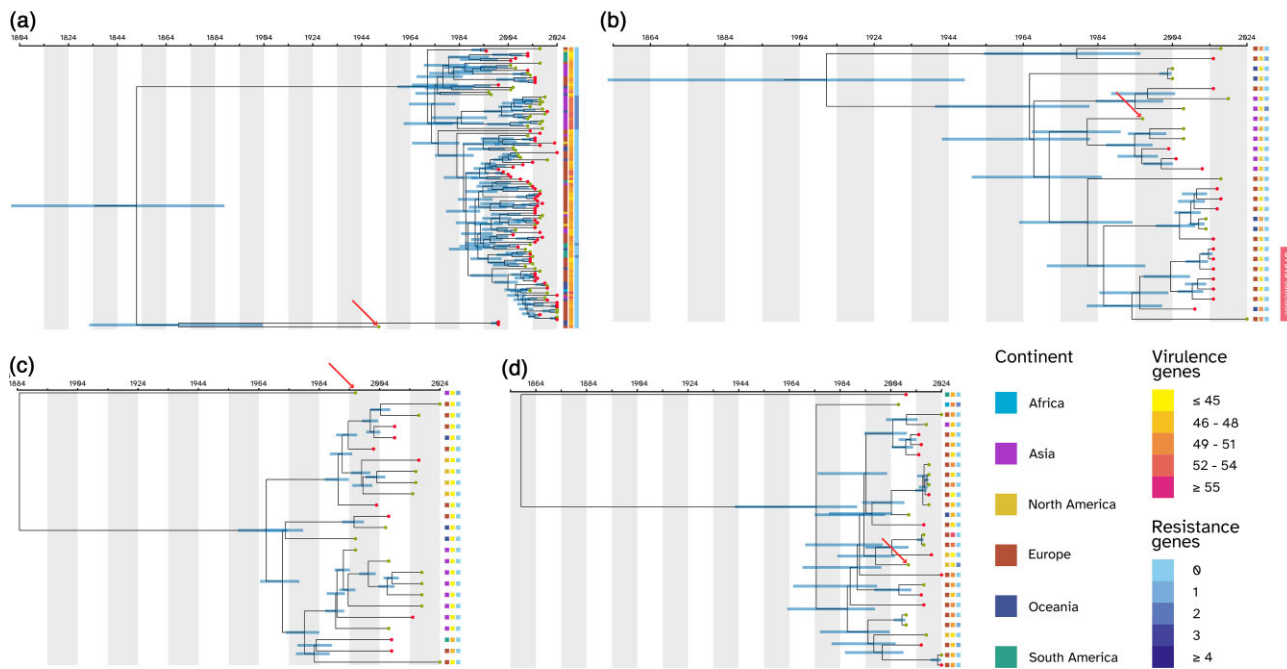 (a)
1804 1824 1844 1864 1884 1904 1924 1944 1964 1984 2004 2024
(b)
1864 1884 1904 1924 1944 1964 1984 2004 2024
(c)
1884 1904 1924 1944 1964 1984 2004 2024
(d)
1864 1884 1904 1924 1944 1964 1984 2004 2024
Continent
Africa
Asia
North America
Europe
Oceania
South America
Virulence
genes
≤ 45
46 - 48
49 - 51
52 - 54
≥ 55
Resistance
genes
0
1
2
3
≥ 4